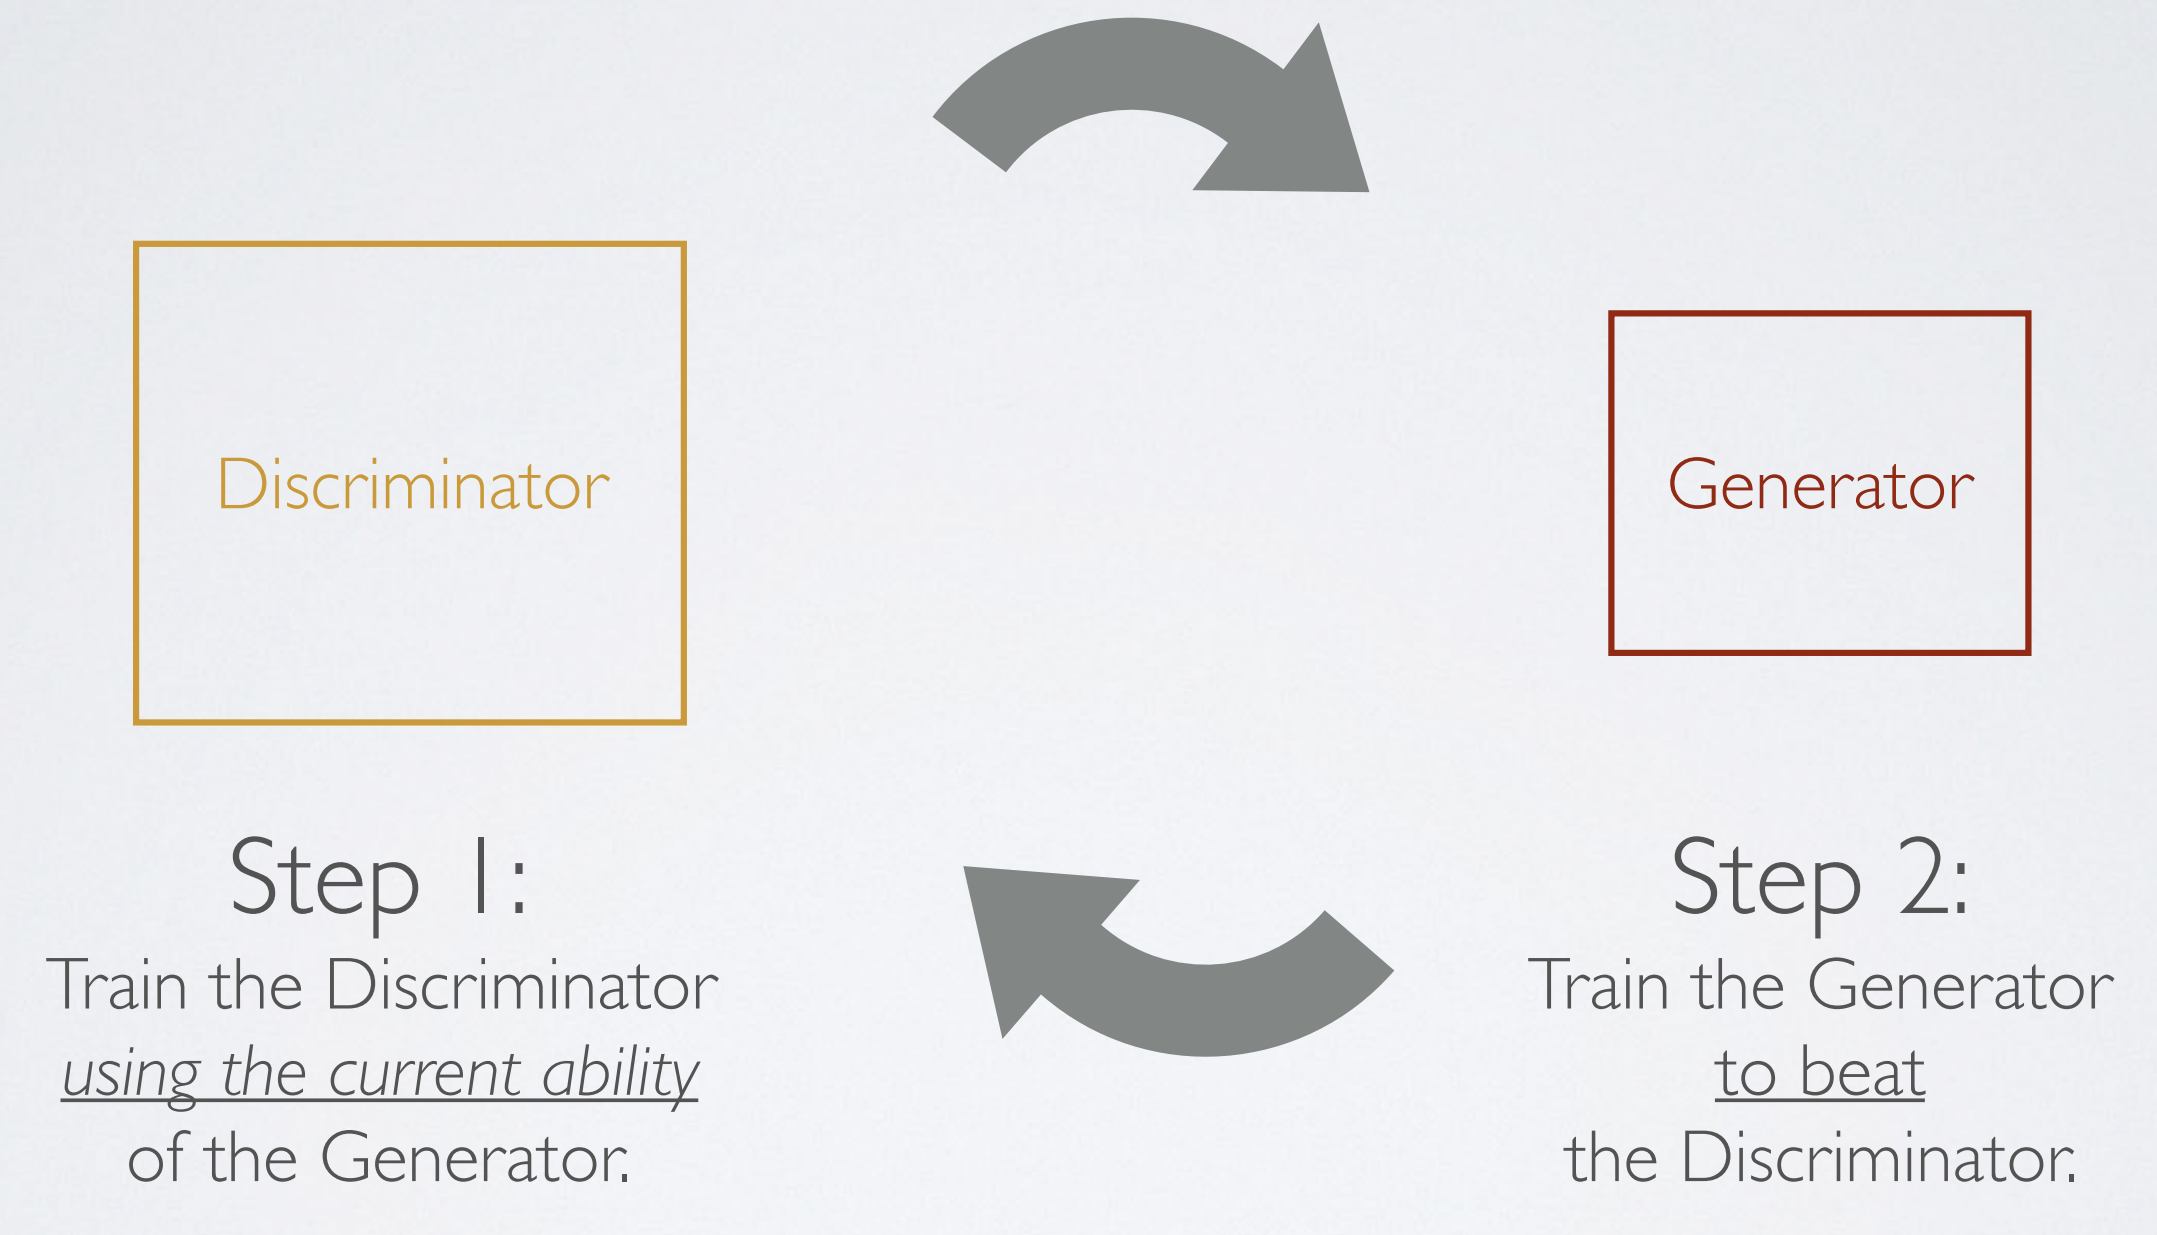 Discriminator
Generator
Step 1:
Train the Discriminator
using the current ability
of the Generator.
Step 2:
Train the Generator
to beat
the Discriminator.